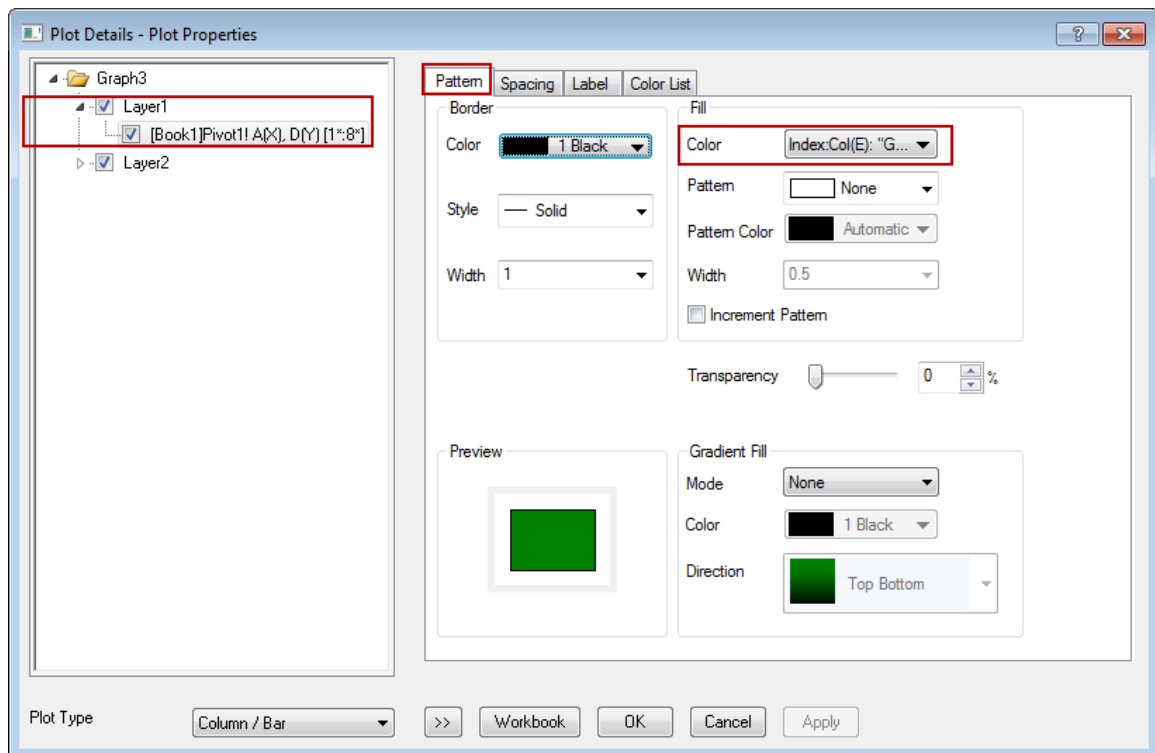 Plot Details - Plot Properties
Graph3
Layer1
[Book1]Pivot1! A(X), D(Y) [1*:8*]
Layer2
Pattern Spacing Label Color List
Border
Color 1 Black
Style Solid
Width 1
Fill
Color Index:Col(E): "G...
Pattern None
Pattern Color Automatic
Width 0.5
Increment Pattern
Transparency 0 %
Preview
Gradient Fill
Mode None
Color 1 Black
Direction Top Bottom
Plot Type Column / Bar >> Workbook OK Cancel Apply